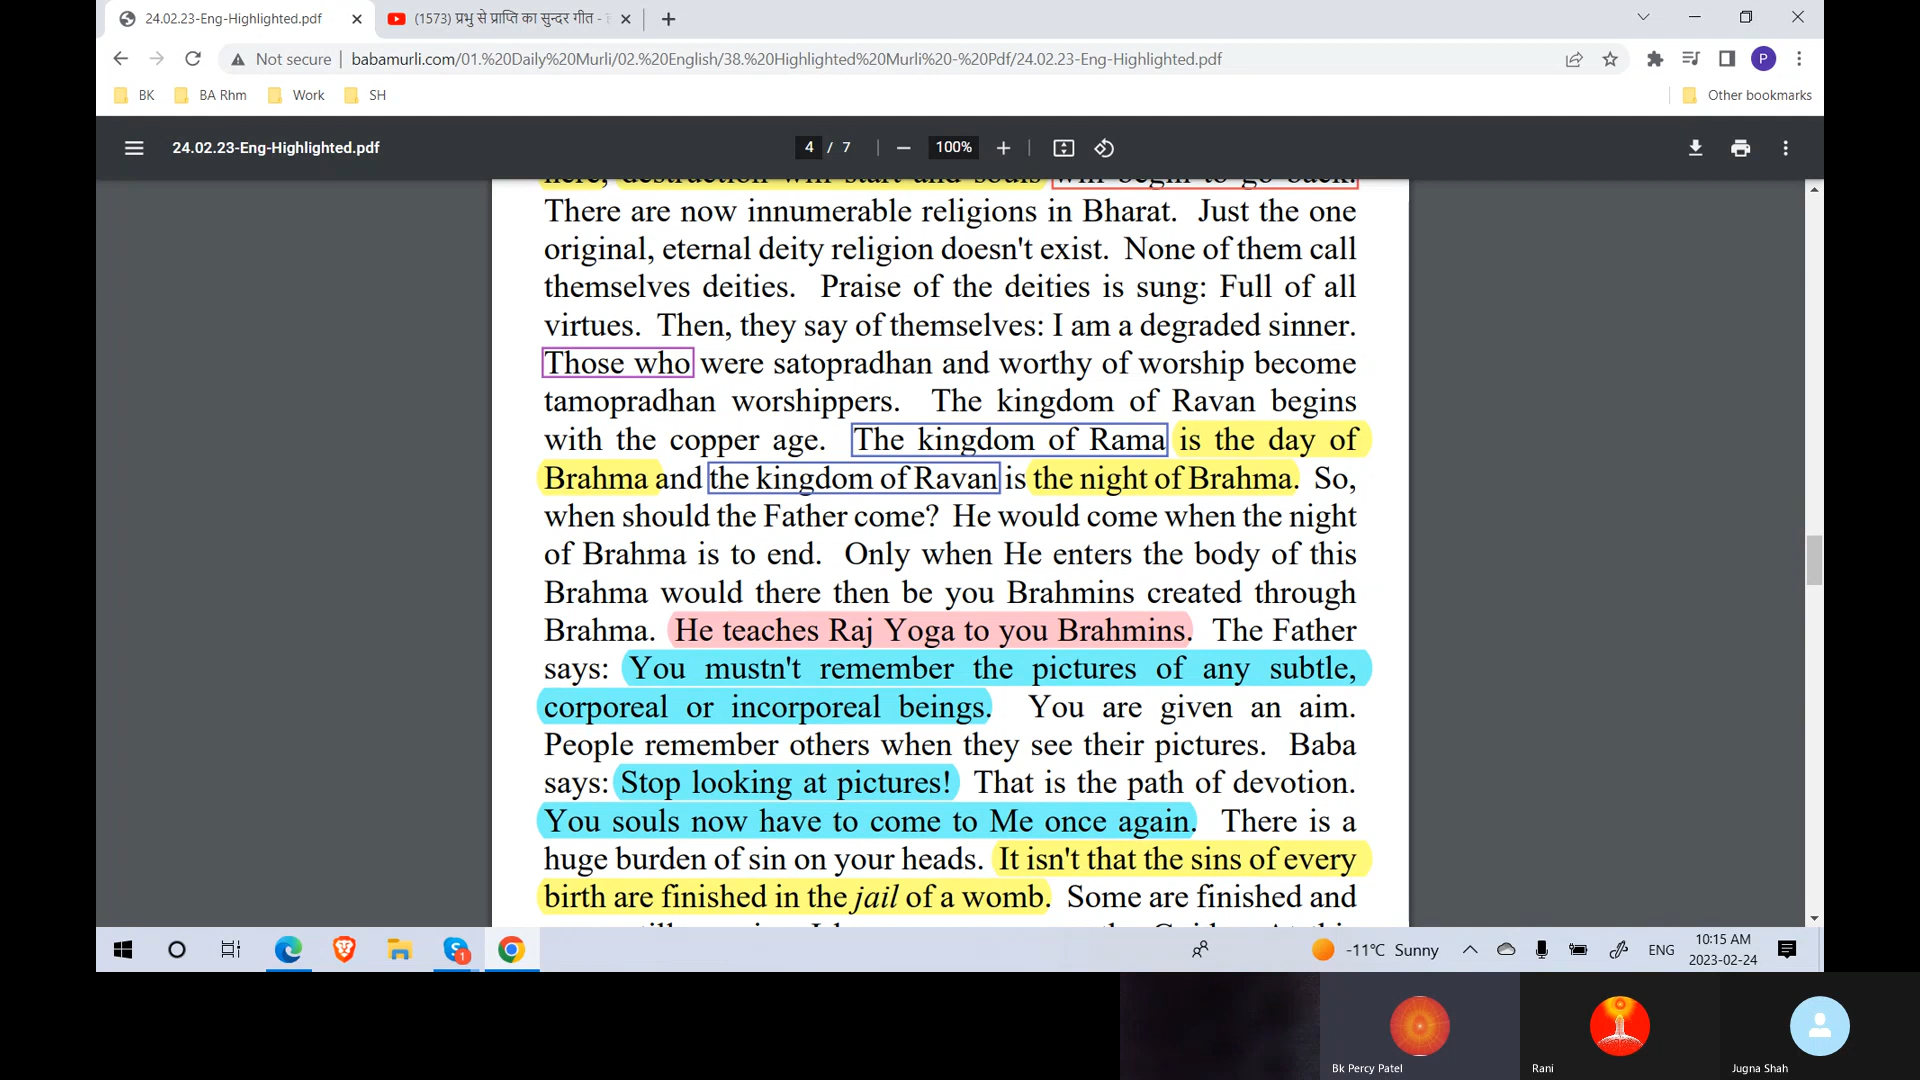 24.02.23-Eng-Highlighted.pdf
(1573) प्रभु से प्राप्ति का सुन्दर गीत -
Not secure
babamurli.com/01.%20Daily%20Murli/02.%20English/38.%20Highlighted%20Murli%20-%20Pdf/24.02.23-Eng-Highlighted.pdf
P
BK
BA Rhm
Work
SH
Other bookmarks
24.02.23-Eng-Highlighted.pdf
4 / 7
100%
here, destruction will start and souls will begin to go back.
There are now innumerable religions in Bharat. Just the one
original, eternal deity religion doesn't exist. None of them call
themselves deities. Praise of the deities is sung: Full of all
virtues. Then, they say of themselves: I am a degraded sinner.
Those who were satopradhan and worthy of worship become
tamopradhan worshippers. The kingdom of Ravan begins
with the copper age. The kingdom of Rama is the day of
Brahma and the kingdom of Ravan is the night of Brahma. So,
when should the Father come? He would come when the night
of Brahma is to end. Only when He enters the body of this
Brahma would there then be you Brahmins created through
Brahma. He teaches Raj Yoga to you Brahmins. The Father
says: You mustn't remember the pictures of any subtle,
corporeal or incorporeal beings. You are given an aim.
People remember others when they see their pictures. Baba
says: Stop looking at pictures! That is the path of devotion.
You souls now have to come to Me once again. There is a
huge burden of sin on your heads. It isn't that the sins of every
birth are finished in the jail of a womb. Some are finished and
1
-11°C Sunny
ENG
10:15 AM
2023-02-24
Bk Percy Patel
Rani
Jugna Shah